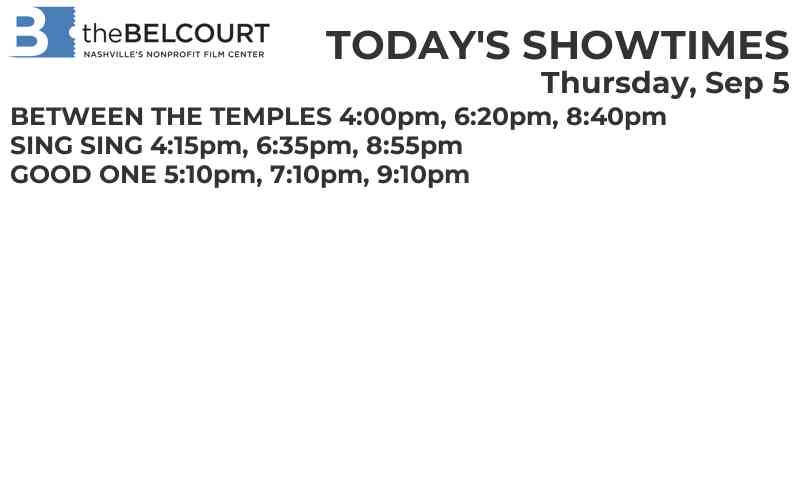 B theBELCOURT
NASHVILLE'S NONPROFIT FILM CENTER
TODAY'S SHOWTIMES
Thursday, Sep 5
BETWEEN THE TEMPLES 4:00pm, 6:20pm, 8:40pm
SING SING 4:15pm, 6:35pm, 8:55pm
GOOD ONE 5:10pm, 7:10pm, 9:10pm